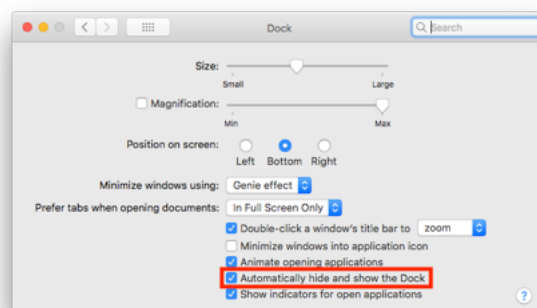 Dock
Search
Size:
Small Large
Magnification:
Min Max
Position on screen:
Left Bottom Right
Minimize windows using: Genie effect
Prefer tabs when opening documents: In Full Screen Only
Double-click a window's title bar to zoom
Minimize windows into application icon
Animate opening applications
Automatically hide and show the Dock
Show indicators for open applications
?